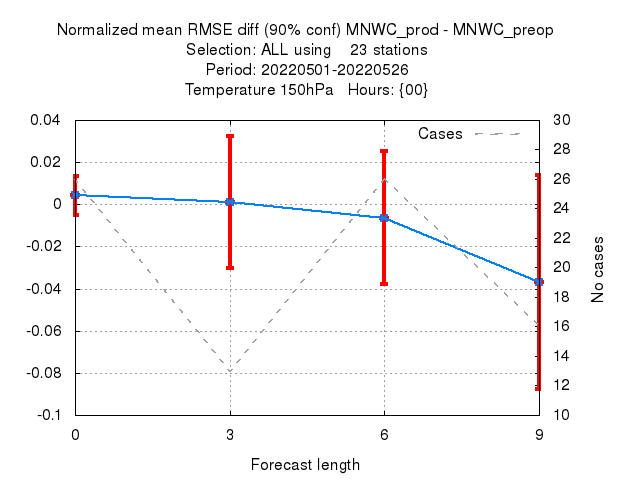 Normalized mean RMSE diff (90% conf) MNWC_prod - MNWC_preop
Selection: ALL using 23 stations
Period: 20220501-20220526
Temperature 150hPa Hours: {00}
Cases
0.04
0.02
0
-0.02
-0.04
-0.06
-0.08
-0.1
30
28
26
24
22
20
18
16
14
12
10
No cases
0 3 6 9
Forecast length